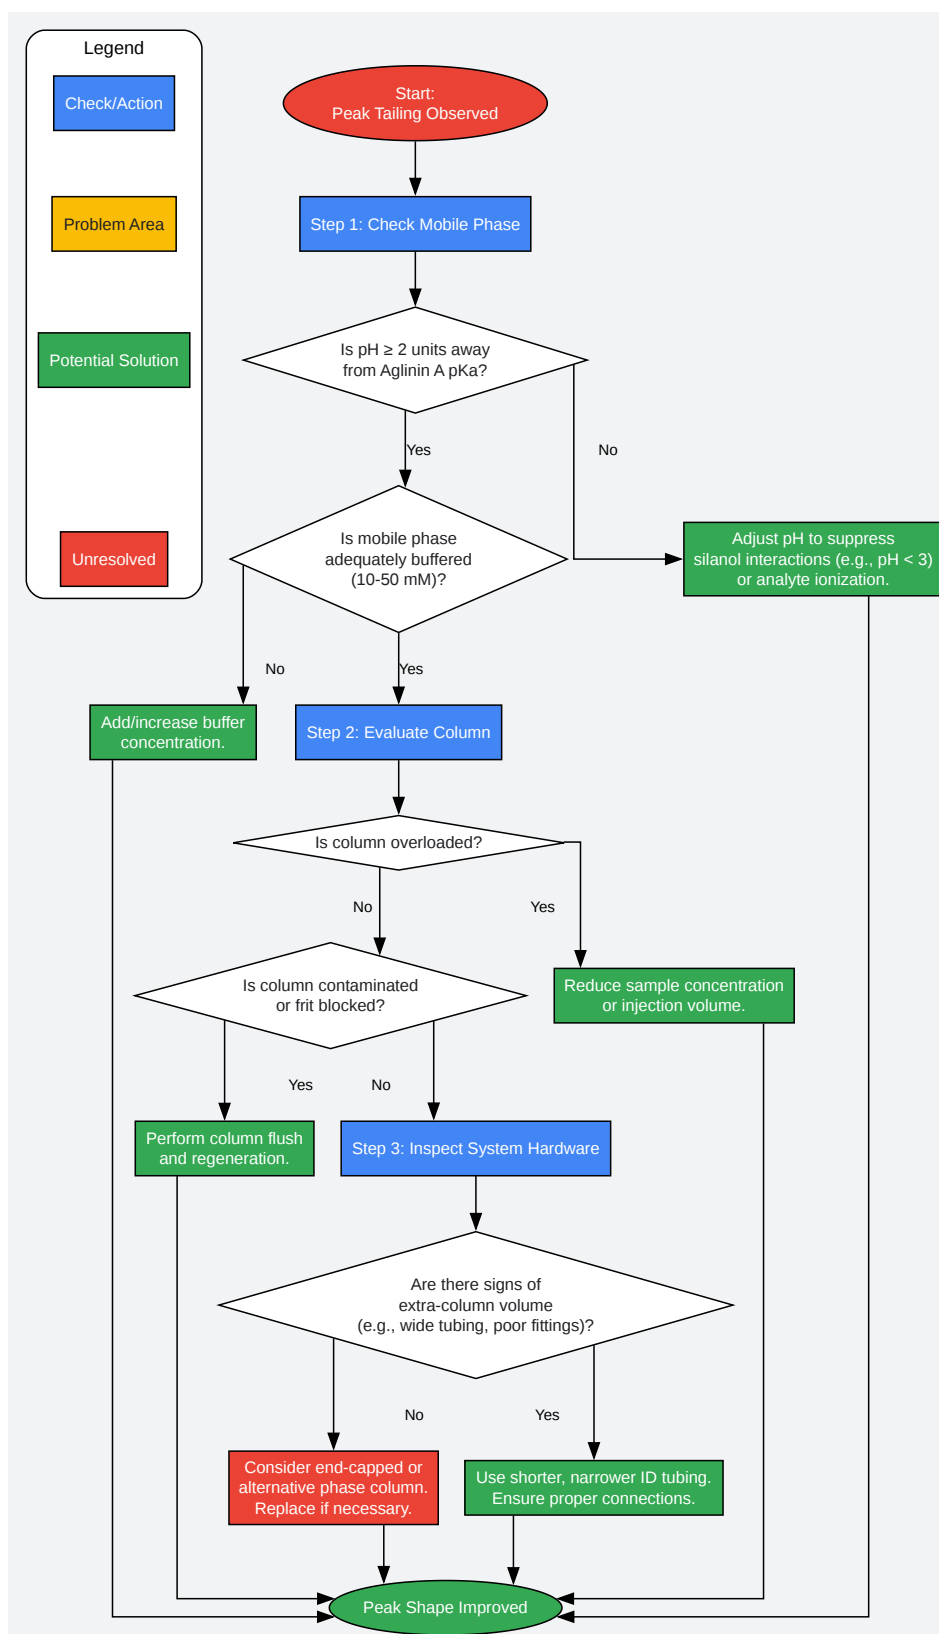 Legend
Check/Action
Problem Area
Potential Solution
Unresolved
Start:
Peak Tailing Observed
Step 1: Check Mobile Phase
Is pH ≥ 2 units away
from Aglinin A pKa?
Yes
No
Is mobile phase
adequately buffered
(10-50 mM)?
Adjust pH to suppress
silanol interactions (e.g., pH < 3)
or analyte ionization.
No
Yes
Add/increase buffer
concentration.
Step 2: Evaluate Column
Is column overloaded?
No
Yes
Is column contaminated
or frit blocked?
Reduce sample concentration
or injection volume.
Yes
No
Perform column flush
and regeneration.
Step 3: Inspect System Hardware
Are there signs of
extra-column volume
(e.g., wide tubing, poor fittings)?
No
Yes
Consider end-capped or
alternative phase column.
Replace if necessary.
Use shorter, narrower ID tubing.
Ensure proper connections.
Peak Shape Improved